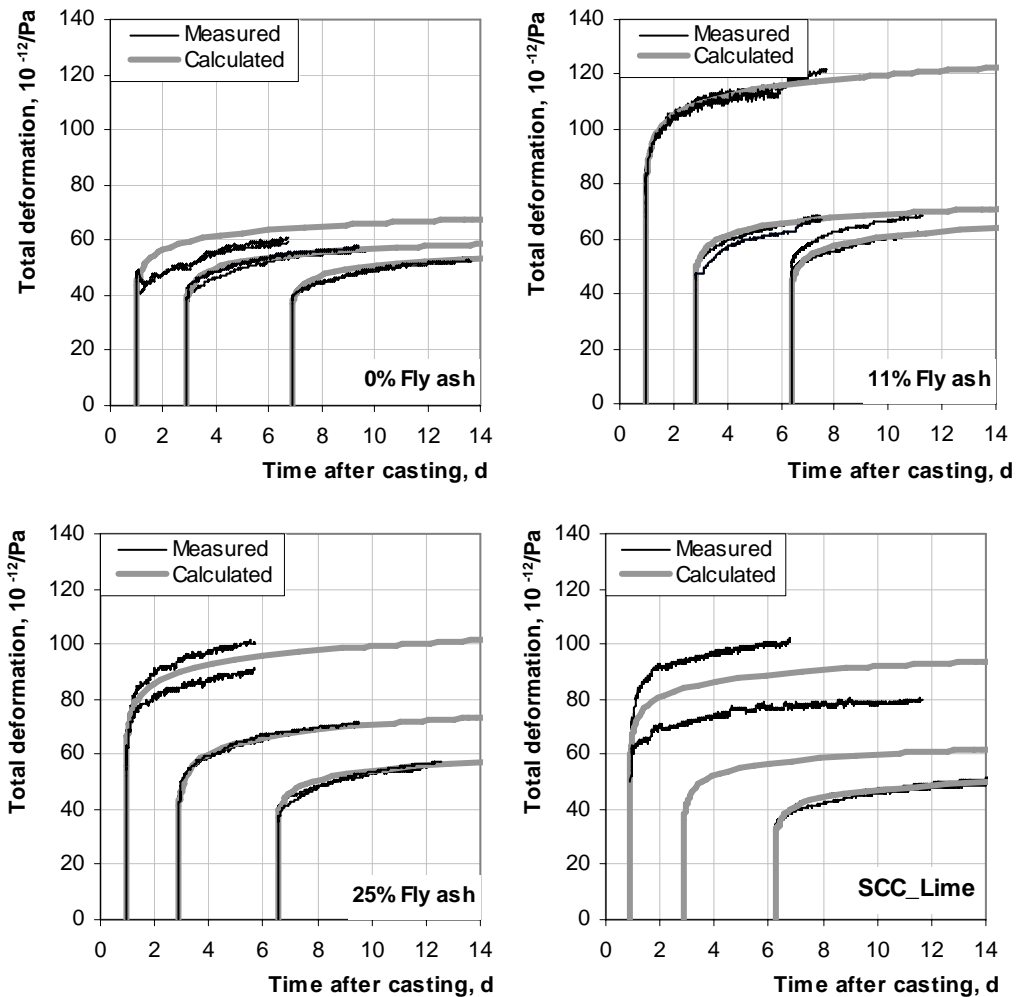 Total deformation, 10 -12/Pa
140
120
100
80
60
40
20
0
Measured
Calculated
0% Fly ash
0 2 4 6 8 10 12 14
Time after casting, d
Total deformation, 10 -12/Pa
140
120
100
80
60
40
20
0
Measured
Calculated
11% Fly ash
0 2 4 6 8 10 12 14
Time after casting, d
Total deformation, 10 -12/Pa
140
120
100
80
60
40
20
0
Measured
Calculated
25% Fly ash
0 2 4 6 8 10 12 14
Time after casting, d
Total deformation, 10 -12/Pa
140
120
100
80
60
40
20
0
Measured
Calculated
SCC_Lime
0 2 4 6 8 10 12 14
Time after casting, d